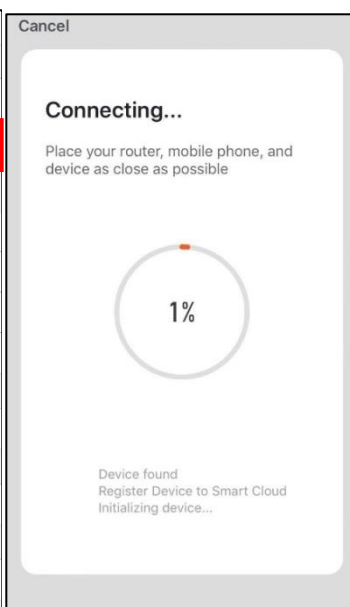 Cancel
Connecting...
Place your router, mobile phone, and
device as close as possible
1%
Device found
Register Device to Smart Cloud
Initializing device...